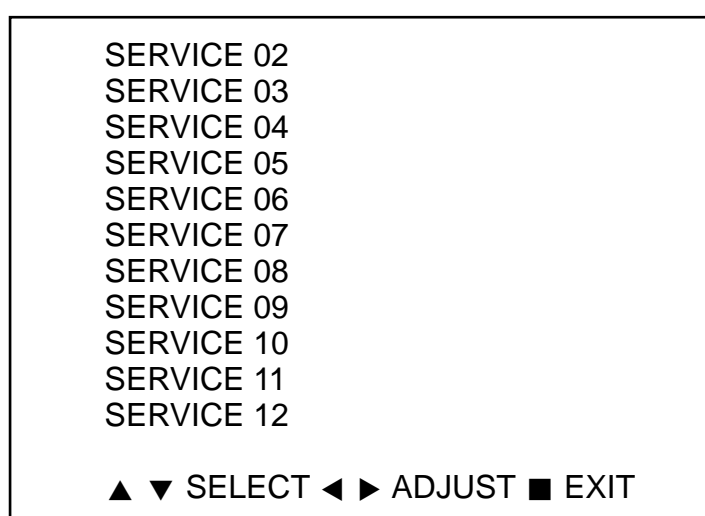 SERVICE 02
SERVICE 03
SERVICE 04
SERVICE 05
SERVICE 06
SERVICE 07
SERVICE 08
SERVICE 09
SERVICE 10
SERVICE 11
SERVICE 12
▲ ▼ SELECT ◀ ▶ ADJUST ■ EXIT